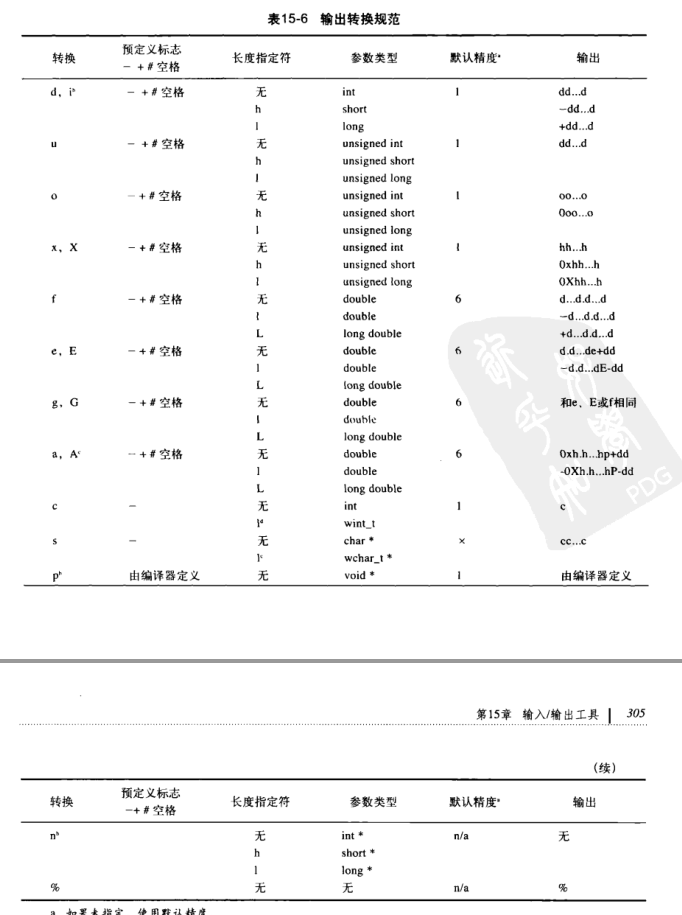 表15-6 输出转换规范
转换 预定义标志 − + # 空格 长度指定符 参数类型 默认精度ᵃ 输出
d, iᵇ − + # 空格 无 int 1 dd...d
h short −dd...d
l long +dd...d
u − + # 空格 无 unsigned int 1 dd...d
h unsigned short
l unsigned long
o − + # 空格 无 unsigned int 1 oo...o
h unsigned short 0oo...o
l unsigned long
x, X − + # 空格 无 unsigned int 1 hh...h
h unsigned short 0xhh...h
l unsigned long 0Xhh...h
f − + # 空格 无 double 6 d...d.d...d
l double −d...d.d...d
L long double +d...d.d...d
e, E − + # 空格 无 double 6 d.d...de+dd
l double −d.d...dE-dd
L long double
g, G − + # 空格 无 double 6 和e、E或f相同
l double
L long double
a, Aᶜ − + # 空格 无 double 6 0xh.h...hp+dd
l double -0Xh.h...hP-dd
L long double
c − 无 int 1 c
lᵈ wint_t
s − 无 char * × cc...c
lᵉ wchar_t *
pᵇ 由编译器定义 无 void * 1 由编译器定义
PDG
第15章 输入/输出工具 | 305
(续)
转换 预定义标志 −+ # 空格 长度指定符 参数类型 默认精度ᵃ 输出
nᵇ 无 int * n/a 无
h short *
l long *
% 无 无 n/a %
a 如果未指定，使用默认精度